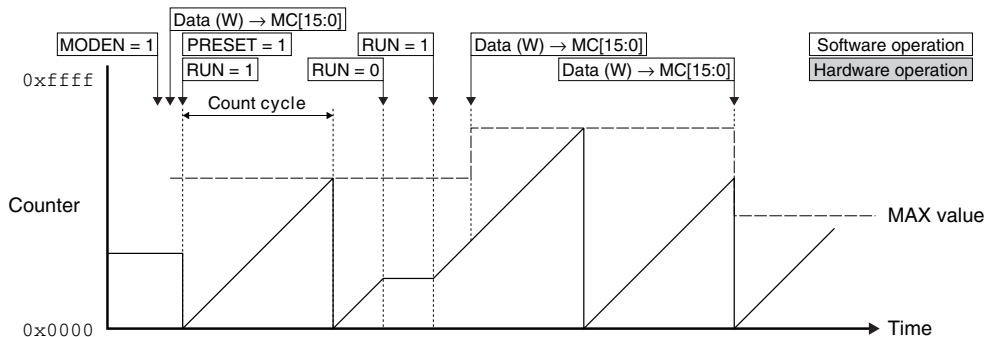 Data (W) → MC[15:0]
MODEN = 1
PRESET = 1
RUN = 1
Data (W) → MC[15:0]
Software operation
RUN = 1
RUN = 0
Data (W) → MC[15:0]
Hardware operation
0xffff
Count cycle
Counter
MAX value
0x0000
Time